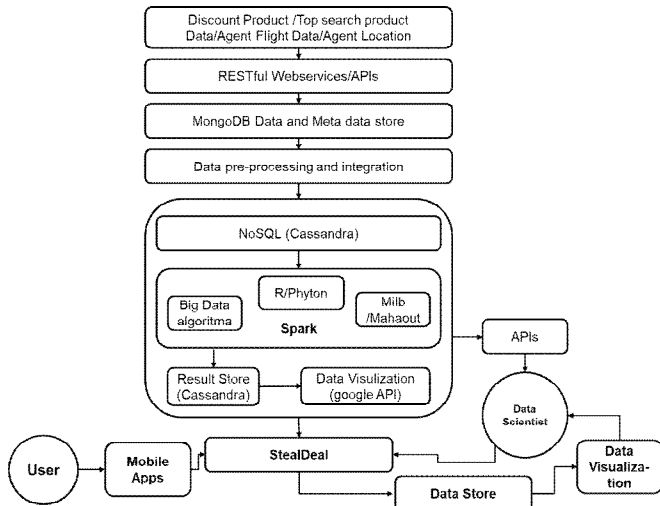 Discount Product /Top search product
Data/Agent Flight Data/Agent Location
RESTful Webservices/APIs
MongoDB Data and Meta data store
Data pre-processing and integration
NoSQL (Cassandra)
R/Phyton
Big Data
algoritma
Milb
/Mahaout
Spark
APIs
Result Store
(Cassandra)
Data Visulization
(google API)
Data
Scientist
User
Mobile
Apps
StealDeal
Data
Visualiza-
tion
Data Store